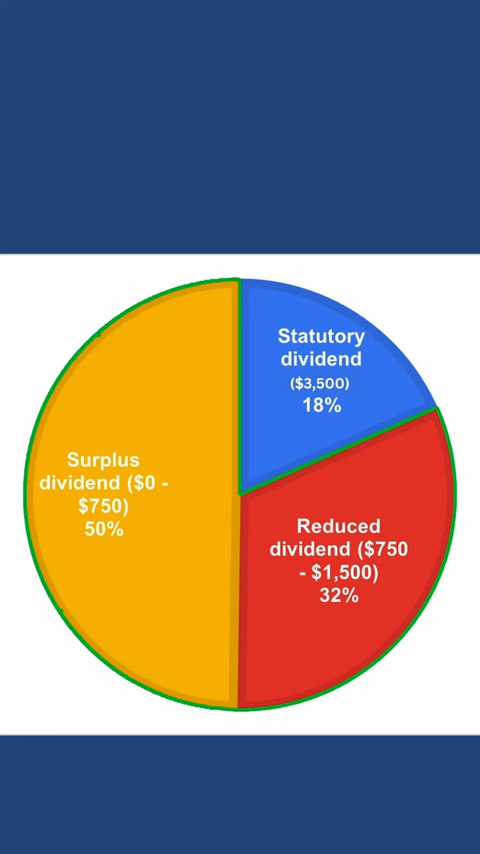 Statutory
dividend
($3,500)
18%
Surplus
dividend ($0 -
$750)
50%
Reduced
dividend ($750
- $1,500)
32%